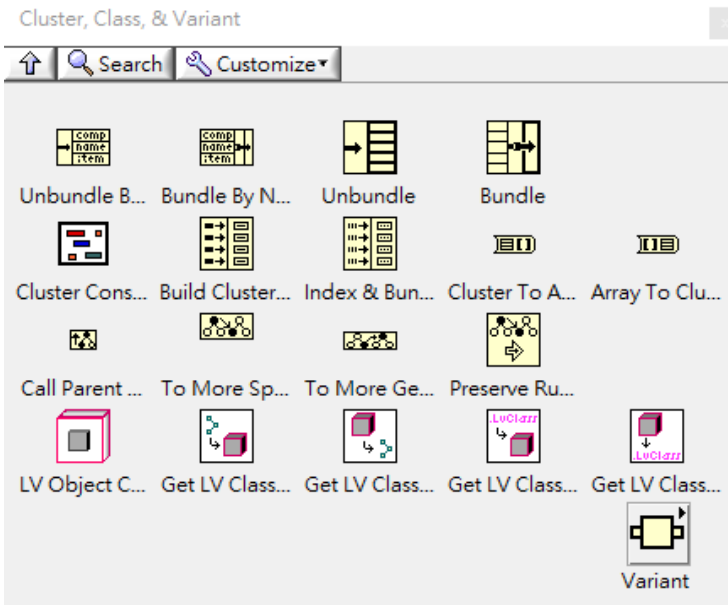 Cluster, Class, & Variant
Search Customize
comp name item comp name item
Unbundle B... Bundle By N... Unbundle Bundle
Cluster Cons... Build Cluster... Index & Bun... Cluster To A... Array To Clu...
Call Parent ... To More Sp... To More Ge... Preserve Ru...
.LvClass .LvClass
LV Object C... Get LV Class... Get LV Class... Get LV Class... Get LV Class...
Variant